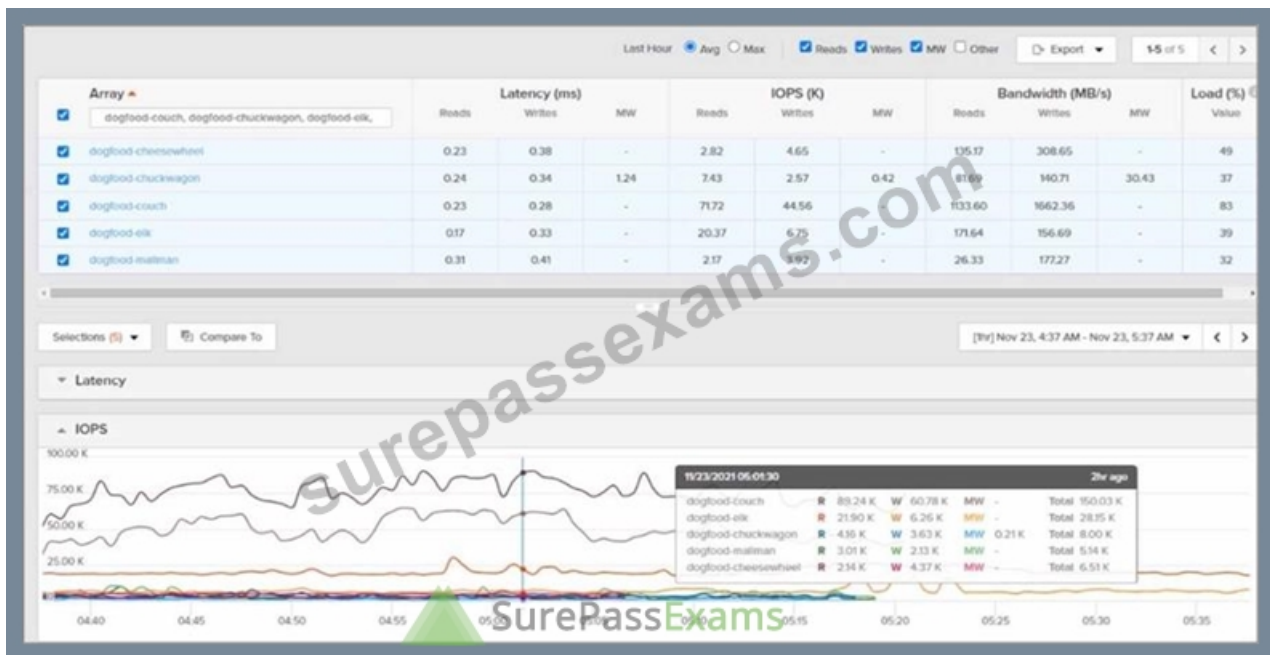 Last Hour Avg Max Reads Writes MW Other Export 1-5 of 5
Array Latency (ms) IOPS (K) Bandwidth (MB/s) Load (%)
dogfood-couch, dogfood-chuckwagon, dogfood-elk, Reads Writes MW Reads Writes MW Reads Writes MW Value
dogfood-cheesewheel 0.23 0.38 - 2.82 4.65 - 135.17 308.65 - 49
dogfood-chuckwagon 0.24 0.34 1.24 7.43 2.57 0.42 81.69 140.71 30.43 37
dogfood-couch 0.23 0.28 - 71.72 44.56 - 1133.60 1662.36 - 83
dogfood-elk 0.17 0.33 - 20.37 6.75 - 171.64 156.69 - 39
dogfood-mailman 0.31 0.41 - 2.17 3.92 - 26.33 177.27 - 32
Selections (5) Compare To [1hr] Nov 23, 4:37 AM - Nov 23, 5:37 AM
Latency
IOPS
100.00 K
75.00 K
50.00 K
25.00 K
11/23/2021 05:01:30 2hr ago
dogfood-couch R 89.24 K W 60.78 K MW - Total 150.03 K
dogfood-elk R 21.90 K W 6.26 K MW - Total 28.15 K
dogfood-chuckwagon R 4.16 K W 3.63 K MW 0.21 K Total 8.00 K
dogfood-mailman R 3.01 K W 2.13 K MW - Total 5.14 K
dogfood-cheesewheel R 2.14 K W 4.37 K MW - Total 6.51 K
04:40 04:45 04:50 04:55 05:15 05:20 05:25 05:30 05:35
surepassexams.com
SurePassExams